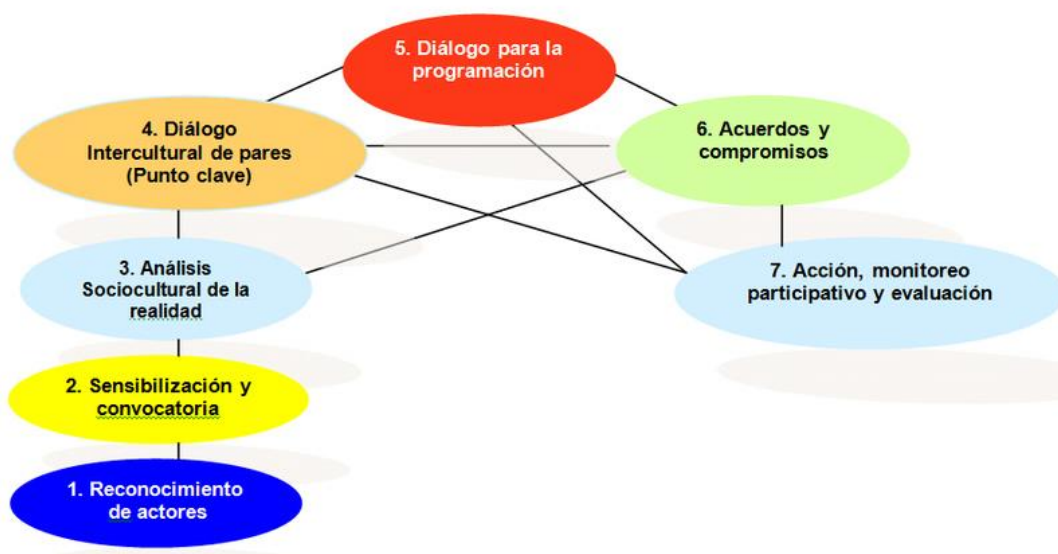 5. Diálogo para la
programación
4. Diálogo
Intercultural de pares
(Punto clave)
6. Acuerdos y
compromisos
3. Análisis
Sociocultural de la
realidad
7. Acción, monitoreo
participativo y evaluación
2. Sensibilización y
convocatoria
1. Reconocimiento
de actores